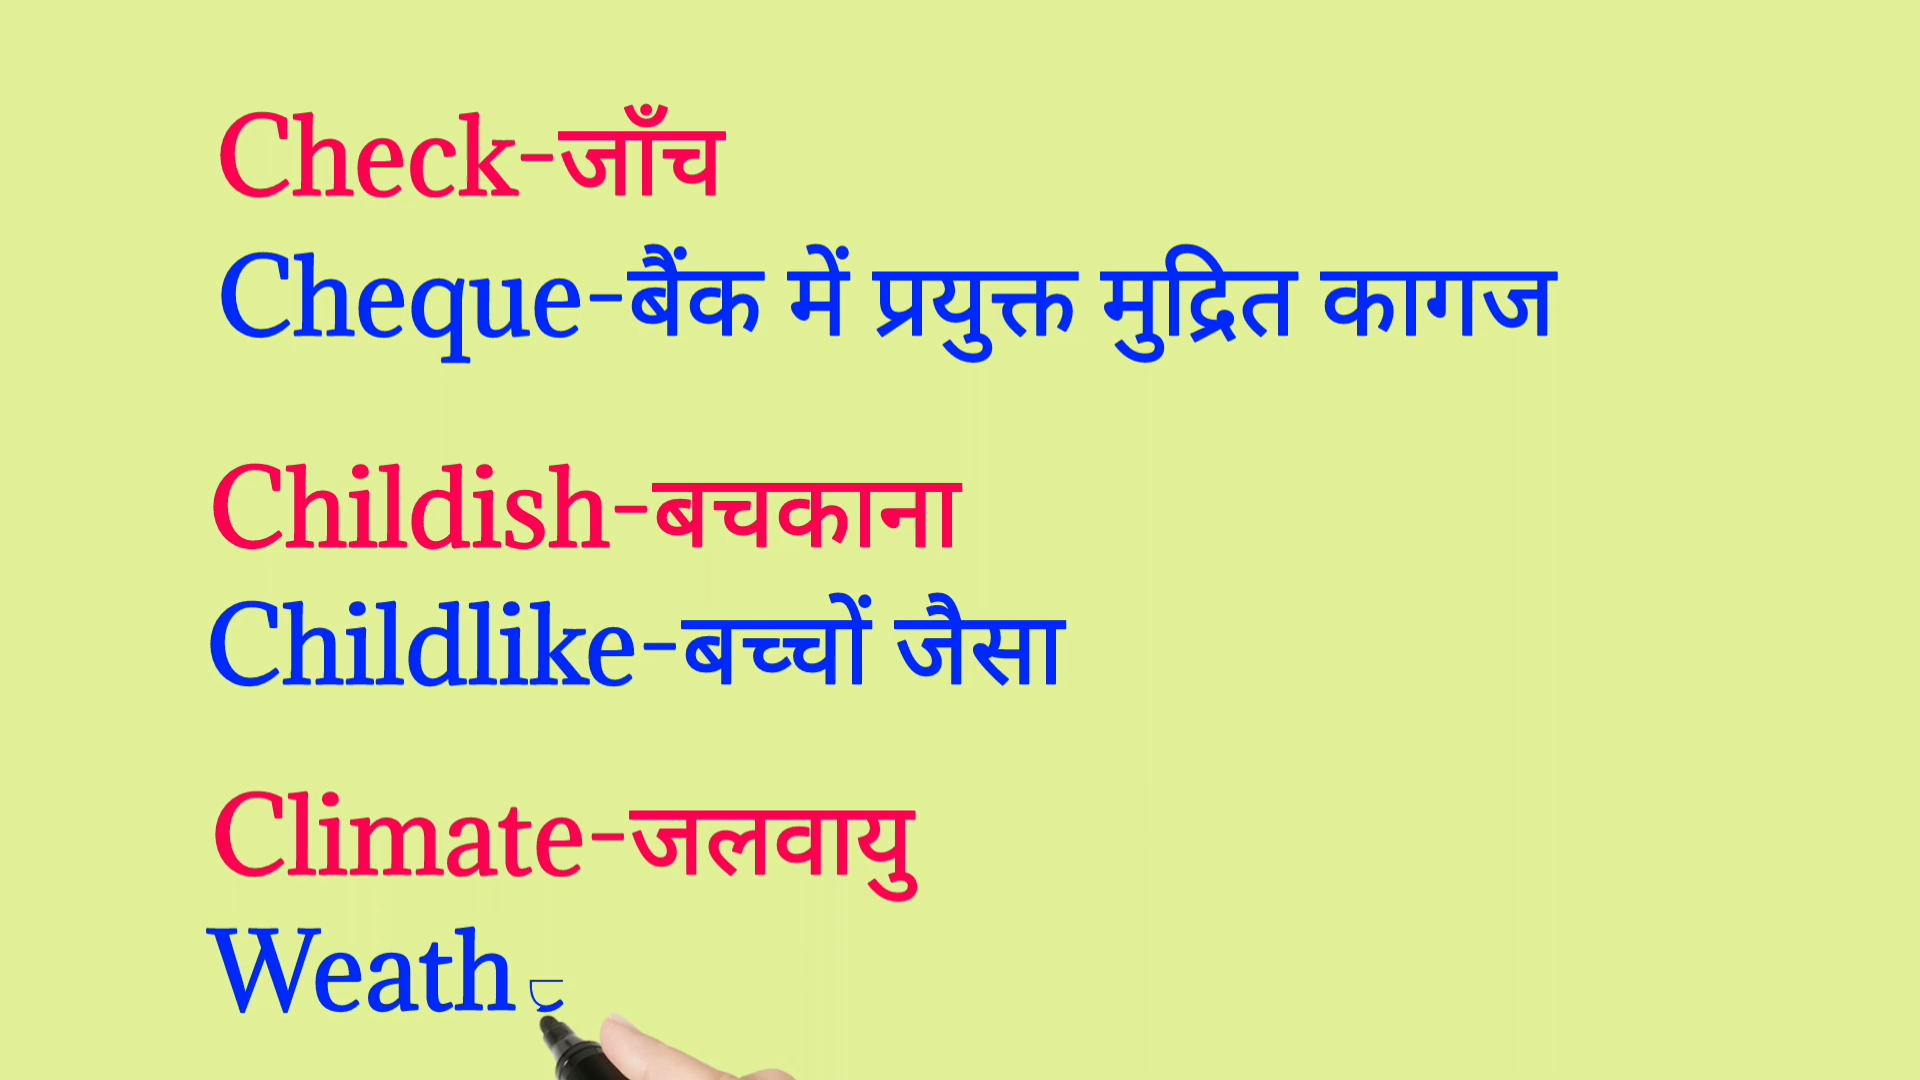 Check-जाँच
Cheque-बैंक में प्रयुक्त मुद्रित कागज
Childish-बचकाना
Childlike-बच्चों जैसा
Climate-जलवायु
Weath